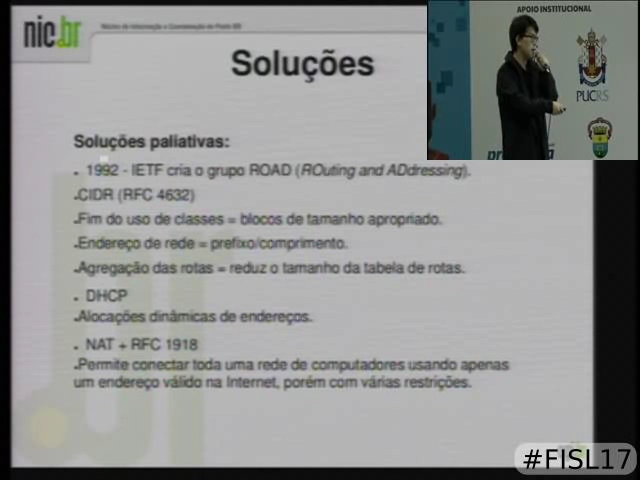 nic.br
Núcleo de Informação e Coordenação do Ponto BR
Soluções
APOIO INSTITUCIONAL
PUCRS
Soluções paliativas:
. 1992 - IETF cria o grupo ROAD (ROuting and ADdressing).
.CIDR (RFC 4632)
.Fim do uso de classes = blocos de tamanho apropriado.
.Endereço de rede = prefixo/comprimento.
.Agregação das rotas = reduz o tamanho da tabela de rotas.
. DHCP
.Alocações dinâmicas de endereços.
. NAT + RFC 1918
.Permite conectar toda uma rede de computadores usando apenas
um endereço válido na Internet, porém com várias restrições.
#FISL17